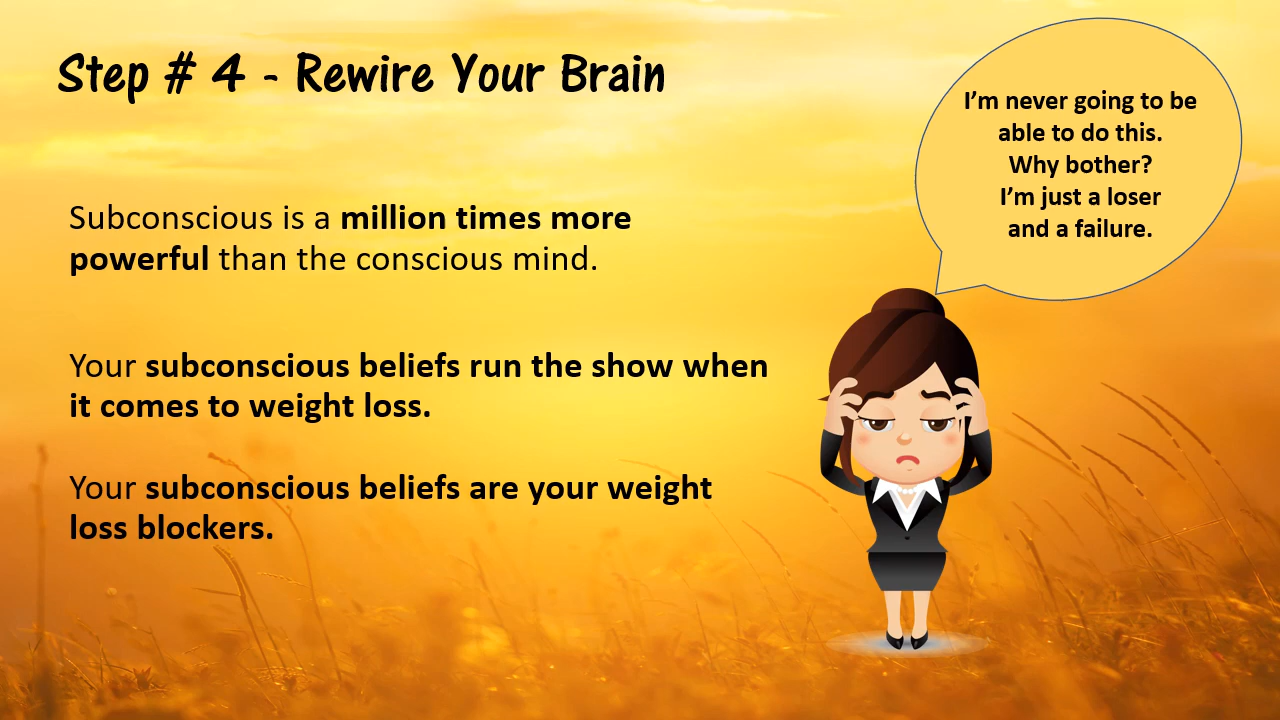 Step # 4 - Rewire Your Brain
I'm never going to be
able to do this.
Why bother?
I'm just a loser
and a failure.
Subconscious is a million times more
powerful than the conscious mind.
Your subconscious beliefs run the show when
it comes to weight loss.
Your subconscious beliefs are your weight
loss blockers.